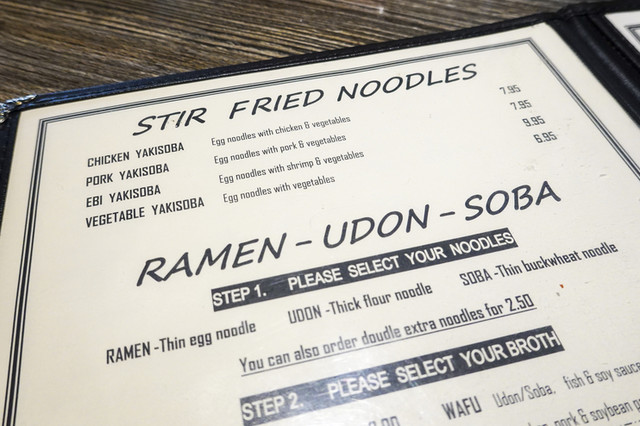 STIR FRIED NOODLES
CHICKEN YAKISOBA Egg noodles with chicken & vegetables 7.95
PORK YAKISOBA Egg noodles with pork & vegetables 7.95
EBI YAKISOBA Egg noodles with shrimp & vegetables 9.95
VEGETABLE YAKISOBA Egg noodles with vegetables 6.95
RAMEN - UDON - SOBA
STEP 1. PLEASE SELECT YOUR NOODLES
RAMEN -Thin egg noodle UDON -Thick flour noodle SOBA -Thin buckwheat noodle
You can also order doudle extra noodles for 2.50
STEP 2. PLEASE SELECT YOUR BROTH
WAFU Udon/Soba, fish & soy sauce
pork & soybean